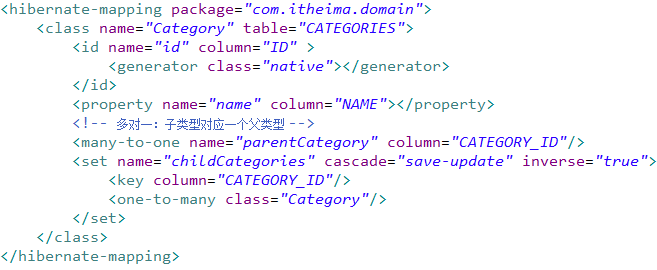 <hibernate-mapping package="com.itheima.domain">
<class name="Category" table="CATEGORIES">
<id name="id" column="ID" >
<generator class="native"></generator>
</id>
<property name="name" column="NAME"></property>
<!-- 多对一：子类型对应一个父类型 -->
<many-to-one name="parentCategory" column="CATEGORY_ID"/>
<set name="childCategories" cascade="save-update" inverse="true">
<key column="CATEGORY_ID"/>
<one-to-many class="Category"/>
</set>
</class>
</hibernate-mapping>